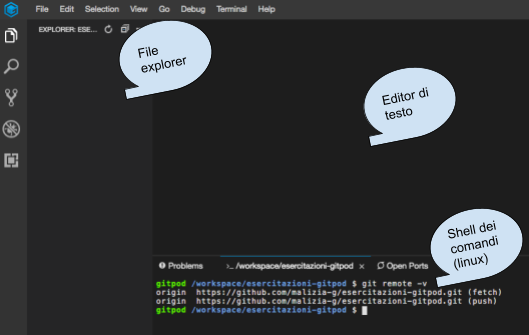 File Edit Selection View Go Debug Terminal Help
EXPLORER: ESE...
File
explorer
Editor di
testo
Shell dei
comandi
(linux)
Problems >_ /workspace/esercitazioni-gitpod x Open Ports
gitpod /workspace/esercitazioni-gitpod $ git remote -v
origin https://github.com/malizia-g/esercitazioni-gitpod.git (fetch)
origin https://github.com/malizia-g/esercitazioni-gitpod.git (push)
gitpod /workspace/esercitazioni-gitpod $